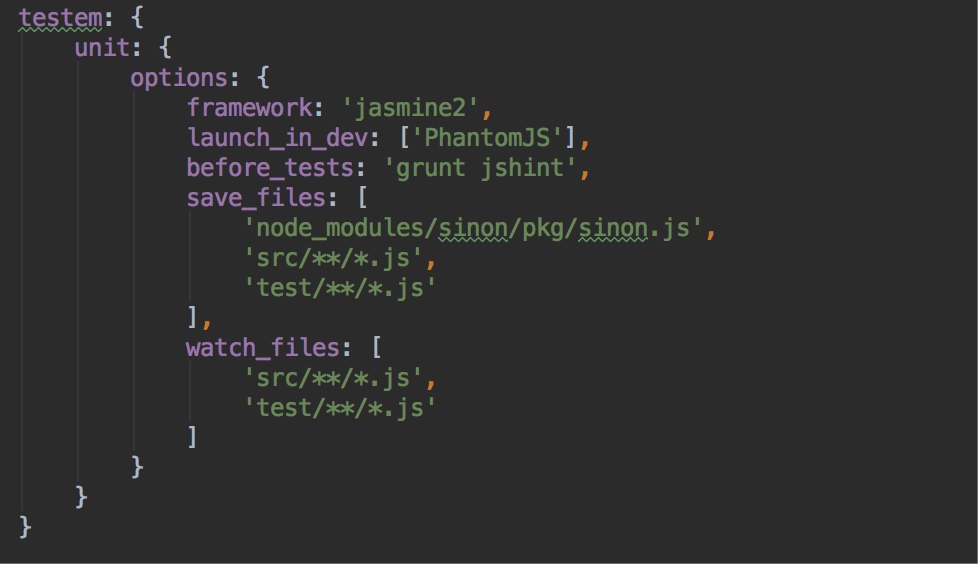 testem: {
    unit: {
        options: {
            framework: 'jasmine2',
            launch_in_dev: ['PhantomJS'],
            before_tests: 'grunt jshint',
            save_files: [
                'node_modules/sinon/pkg/sinon.js',
                'src/**/*.js',
                'test/**/*.js'
            ],
            watch_files: [
                'src/**/*.js',
                'test/**/*.js'
            ]
        }
    }
}